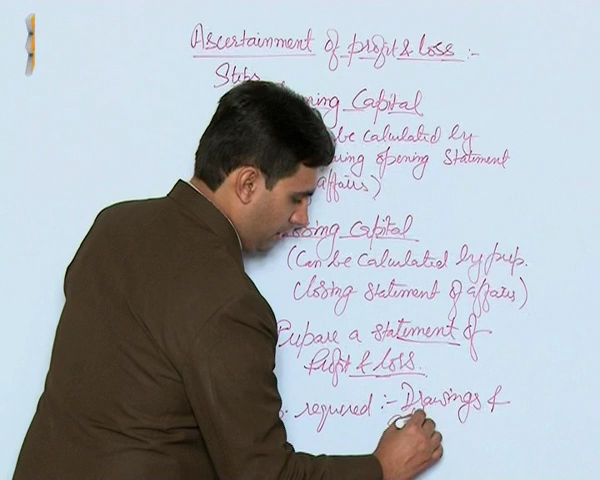 Ascertainment of profit & loss :-
Steps
Capital
be calculated by
opening Statement
affairs)
Closing Capital
(Can be Calculated by prep.
closing statement of affairs)
Prepare a statement of
Profit & loss.
required :- Drawings &